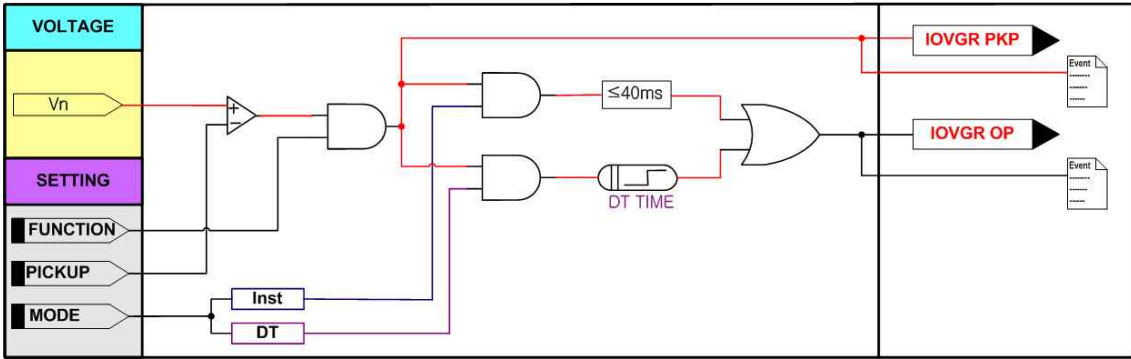 VOLTAGE
Vn
SETTING
FUNCTION
PICKUP
MODE
+
−
Inst
DT
≤40ms
DT TIME
IOVGR PKP
Event
IOVGR OP
Event